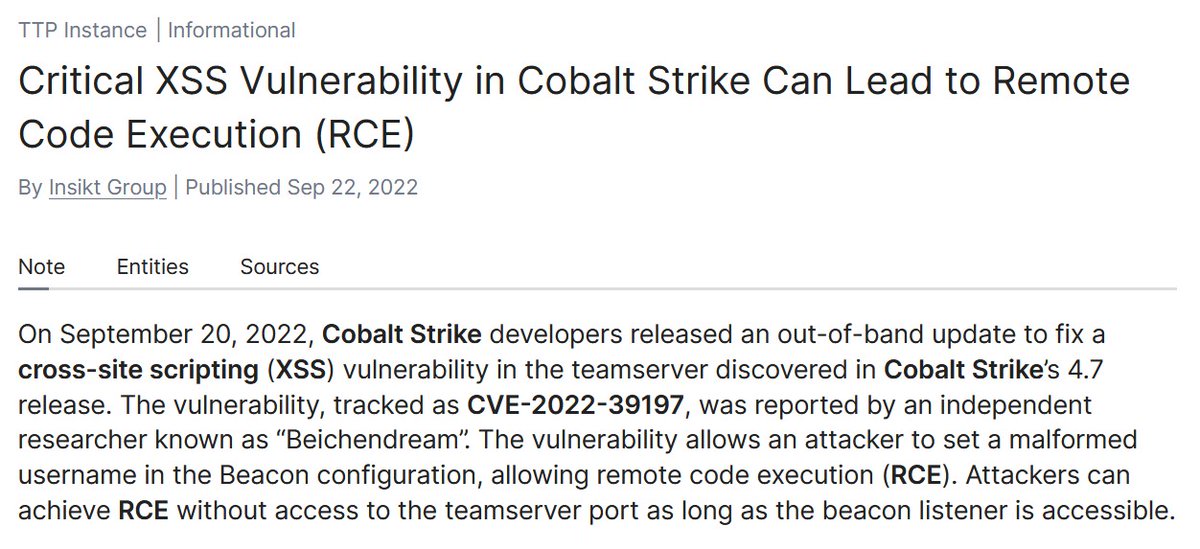 TTP Instance | Informational
Critical XSS Vulnerability in Cobalt Strike Can Lead to Remote
Code Execution (RCE)
By Insikt Group | Published Sep 22, 2022
Note Entities Sources
On September 20, 2022, Cobalt Strike developers released an out-of-band update to fix a
cross-site scripting (XSS) vulnerability in the teamserver discovered in Cobalt Strike's 4.7
release. The vulnerability, tracked as CVE-2022-39197, was reported by an independent
researcher known as “Beichendream”. The vulnerability allows an attacker to set a malformed
username in the Beacon configuration, allowing remote code execution (RCE). Attackers can
achieve RCE without access to the teamserver port as long as the beacon listener is accessible.